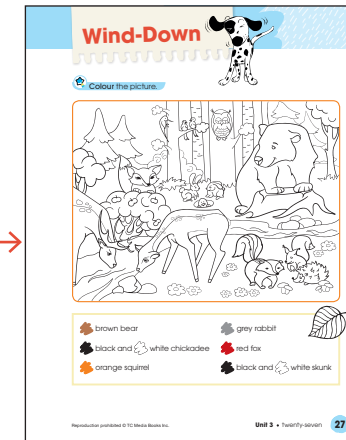 Wind-Down
Colour the picture.
brown bear
grey rabbit
black and white chickadee
red fox
orange squirrel
black and white skunk
Reproduction prohibited © TC Media Books Inc.
Unit 3 • Twenty-seven 27